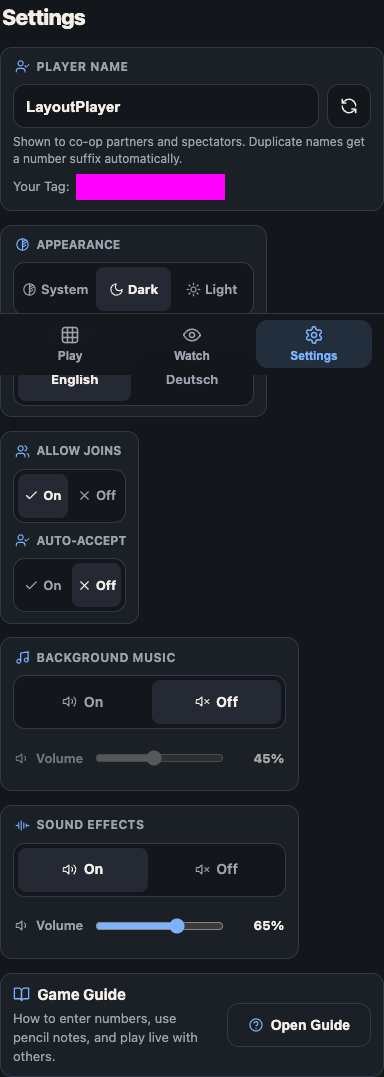 Settings
PLAYER NAME
LayoutPlayer
Shown to co-op partners and spectators. Duplicate names get
a number suffix automatically.
Your Tag:
APPEARANCE
System Dark Light
Play Watch Settings
English Deutsch
ALLOW JOINS
On Off
AUTO-ACCEPT
On Off
BACKGROUND MUSIC
On Off
Volume 45%
SOUND EFFECTS
On Off
Volume 65%
Game Guide
How to enter numbers, use
pencil notes, and play live with
others.
Open Guide